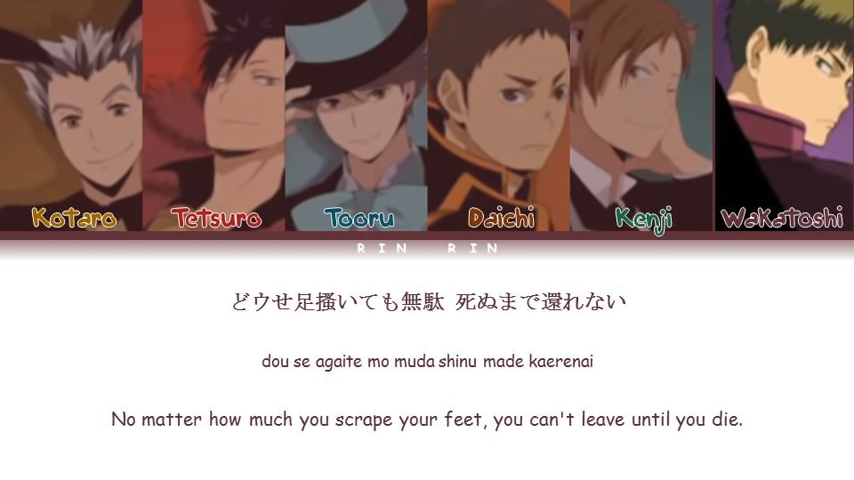 Kotaro Tetsuro Tooru Daichi Kenji Wakatoshi
RIN RIN
どウせ足掻いても無駄 死ぬまで還れない
dou se agaite mo muda shinu made kaerenai
No matter how much you scrape your feet, you can't leave until you die.